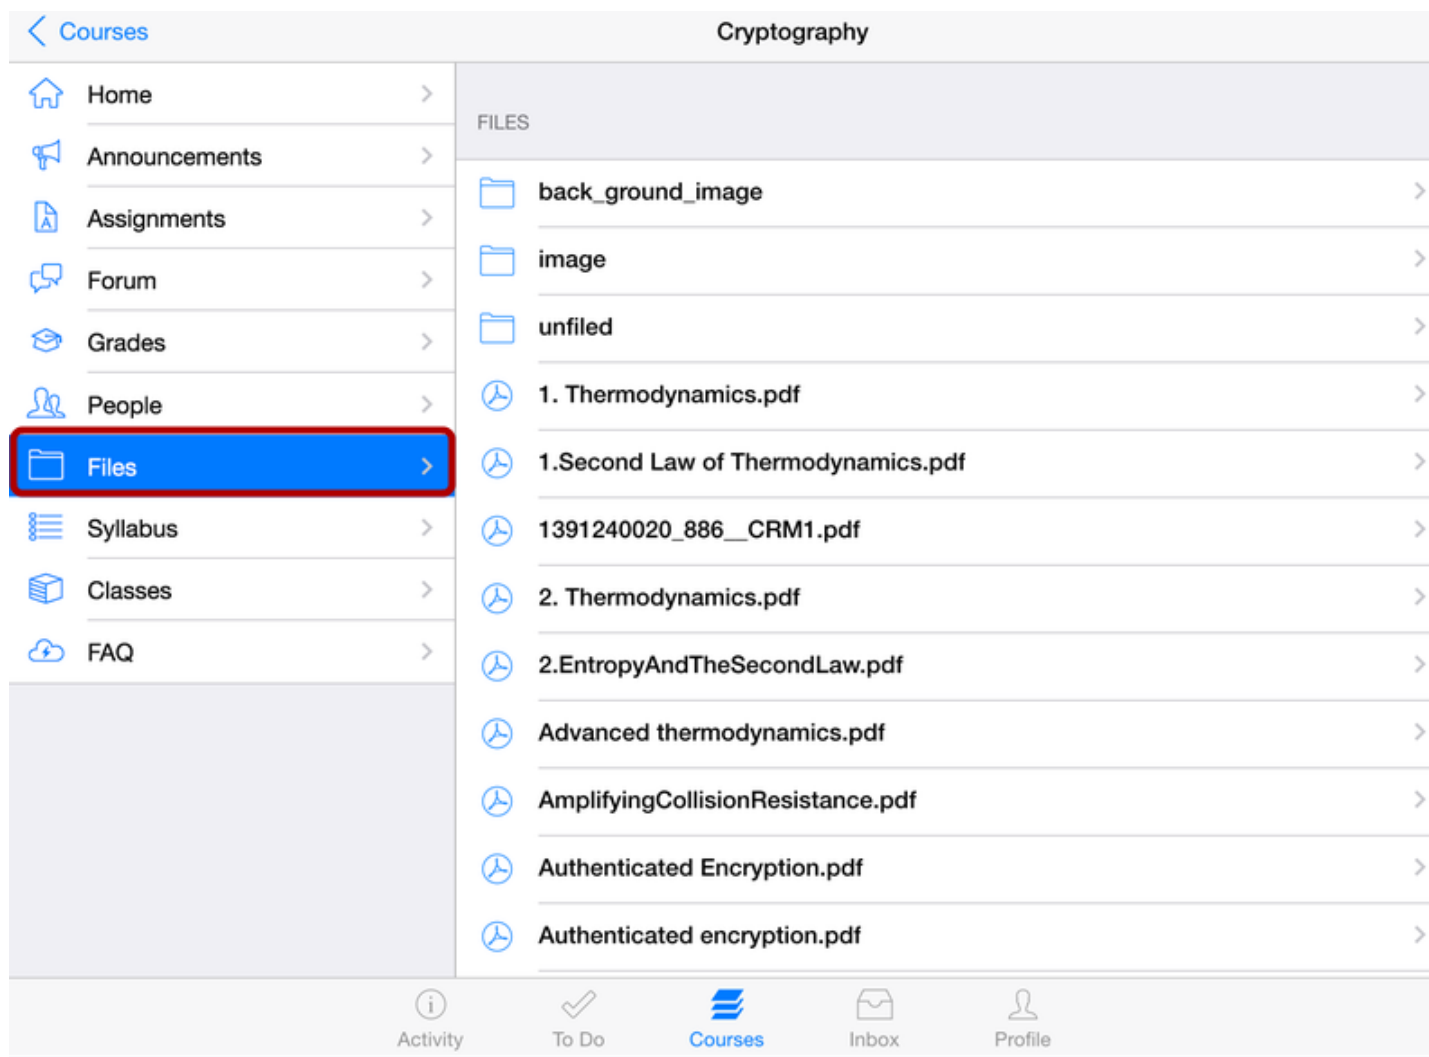 Courses
Cryptography
Home
Announcements
Assignments
Forum
Grades
People
Files
Syllabus
Classes
FAQ
FILES
back_ground_image
image
unfiled
1. Thermodynamics.pdf
1.Second Law of Thermodynamics.pdf
1391240020_886__CRM1.pdf
2. Thermodynamics.pdf
2.EntropyAndTheSecondLaw.pdf
Advanced thermodynamics.pdf
AmplifyingCollisionResistance.pdf
Authenticated Encryption.pdf
Authenticated encryption.pdf
Activity
To Do
Courses
Inbox
Profile